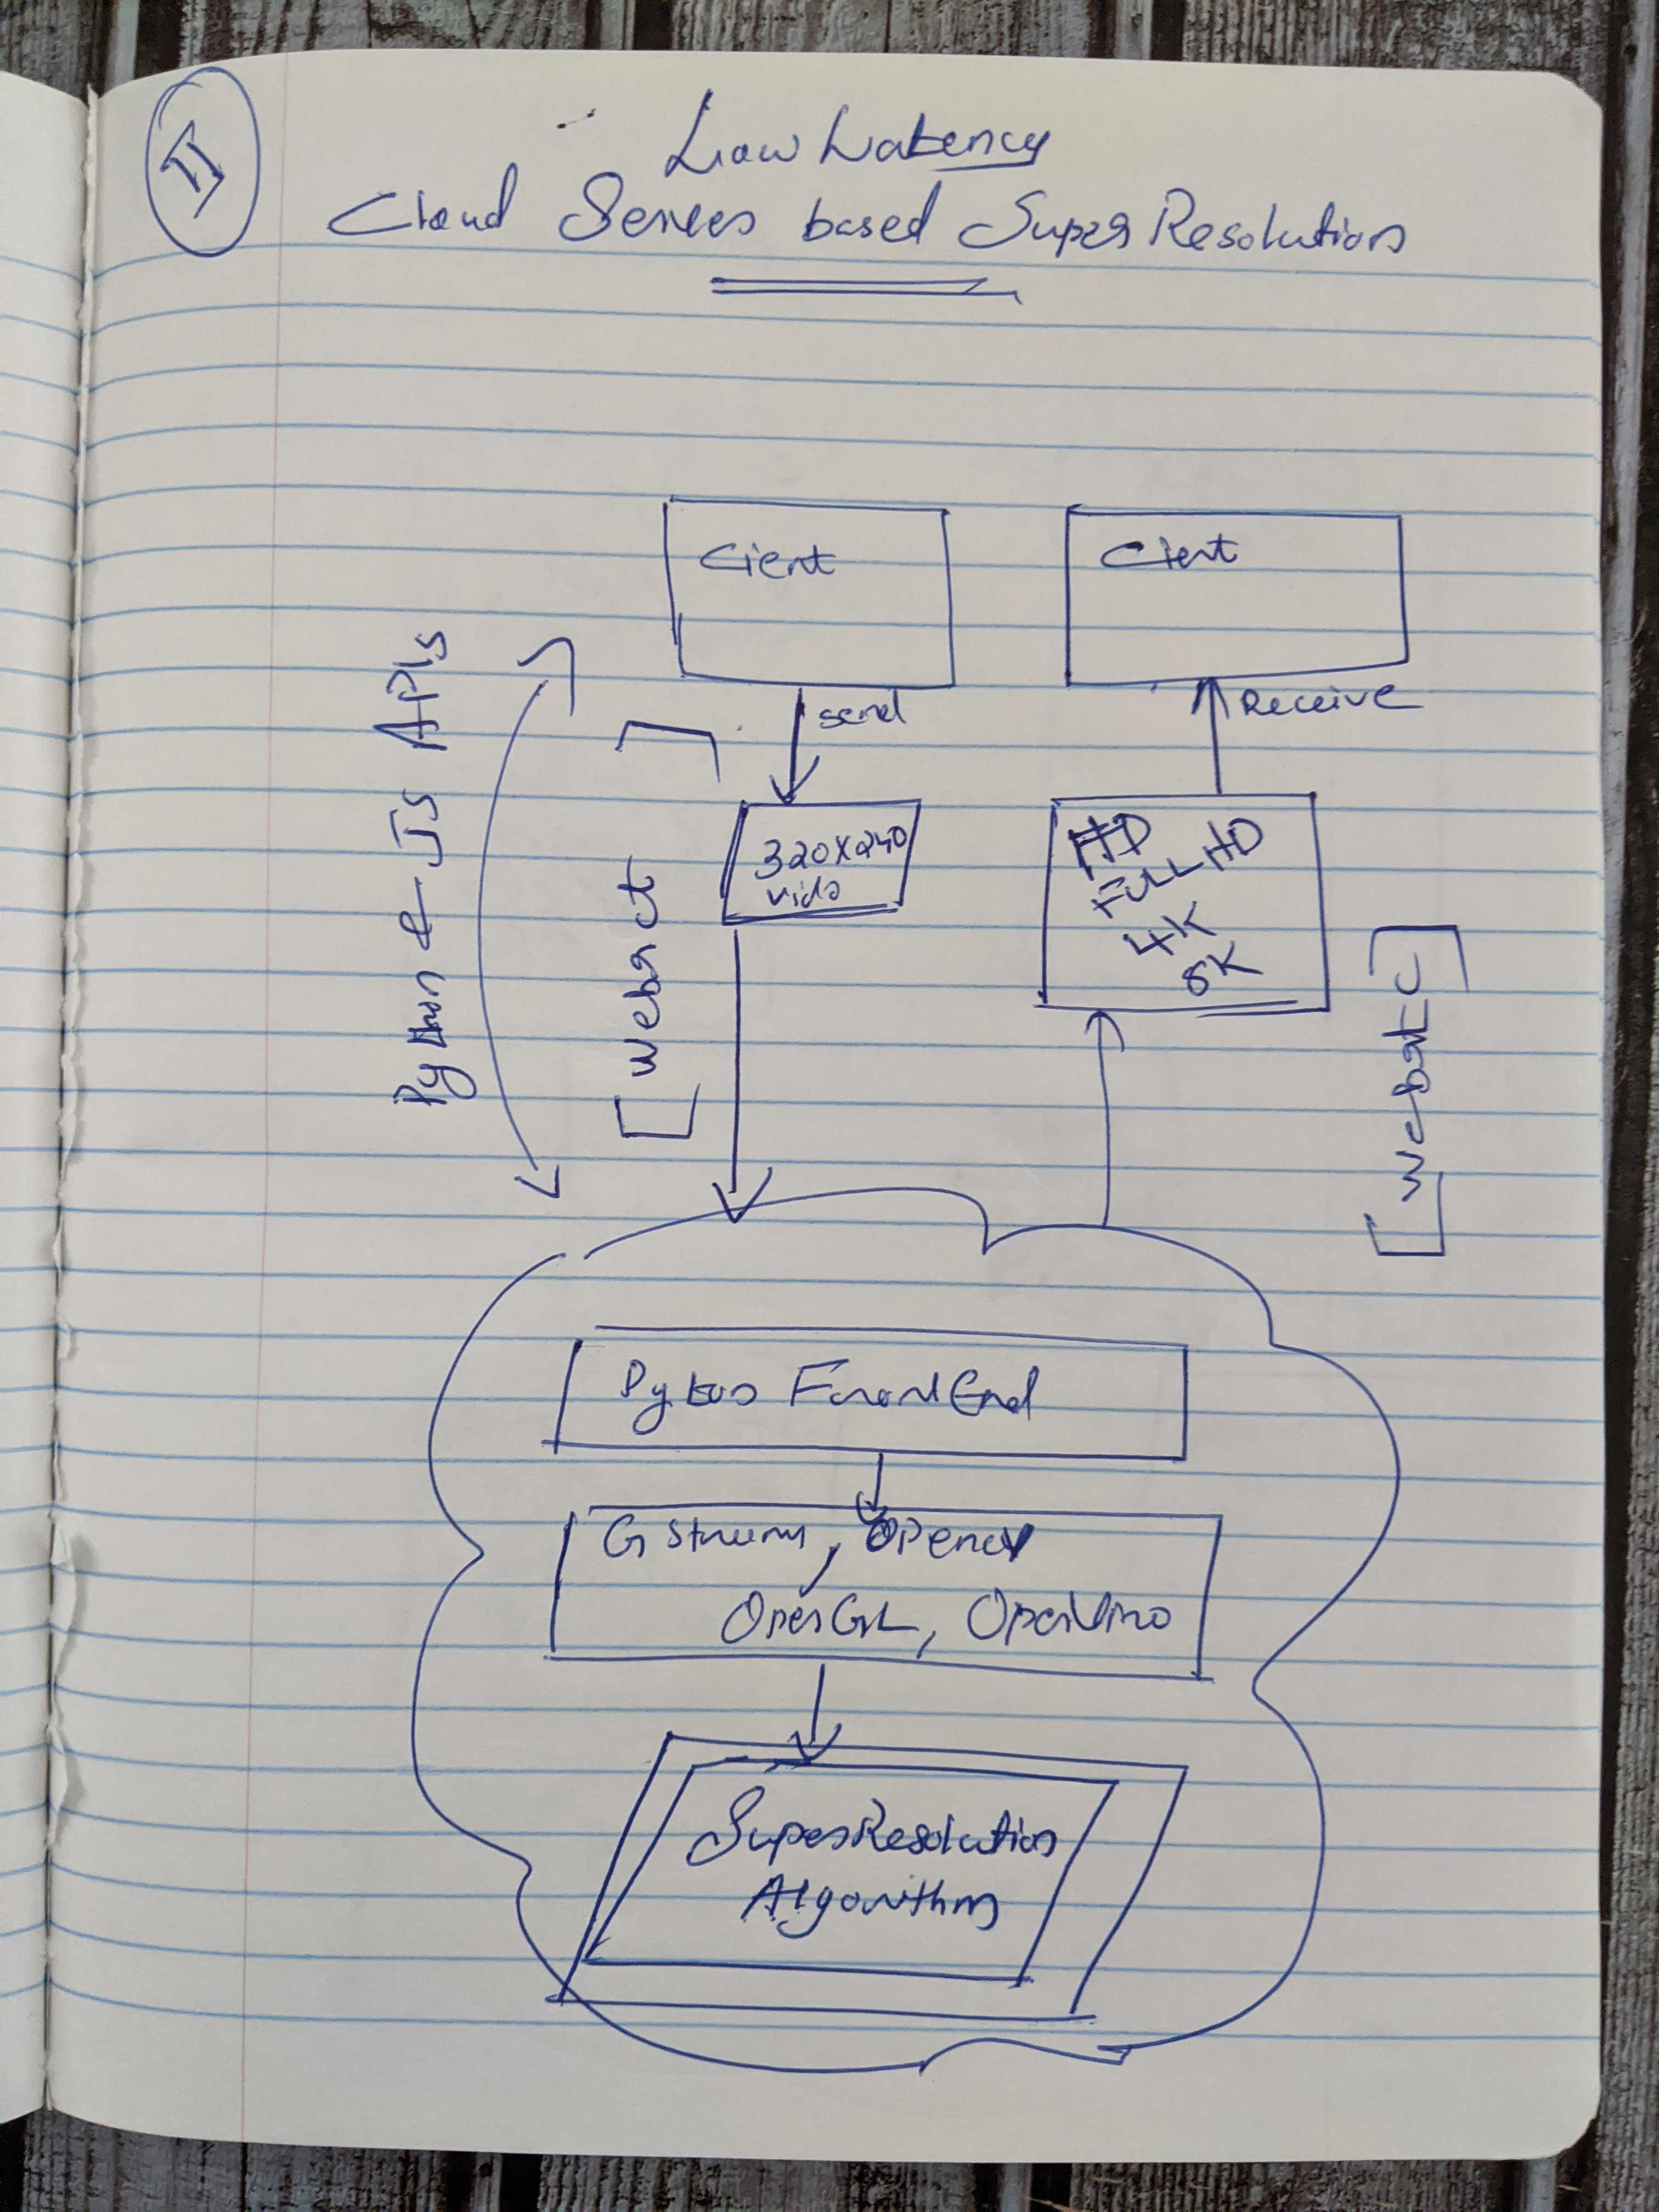 II
Low Latency
Cloud Servers based Super Resolution
Client
Client
send
Receive
Python & JS APIs
[webrtc]
320x240
video
HD
FULL HD
4K
8K
[webrtc]
Python FrontEnd
GStreamer, Opencv
OpenGL, OpenVino
SuperResolution
Algorithm